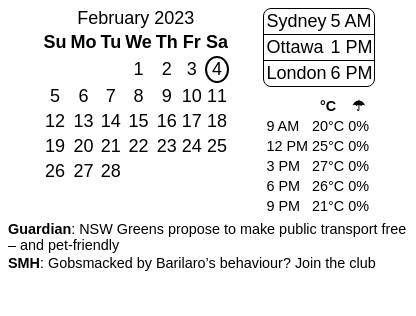 February 2023
Su Mo Tu We Th Fr Sa
1 2 3 4
5 6 7 8 9 10 11
12 13 14 15 16 17 18
19 20 21 22 23 24 25
26 27 28
Sydney 5 AM
Ottawa 1 PM
London 6 PM
°C ☂
9 AM 20°C 0%
12 PM 25°C 0%
3 PM 27°C 0%
6 PM 26°C 0%
9 PM 21°C 0%
Guardian: NSW Greens propose to make public transport free
– and pet-friendly
SMH: Gobsmacked by Barilaro’s behaviour? Join the club